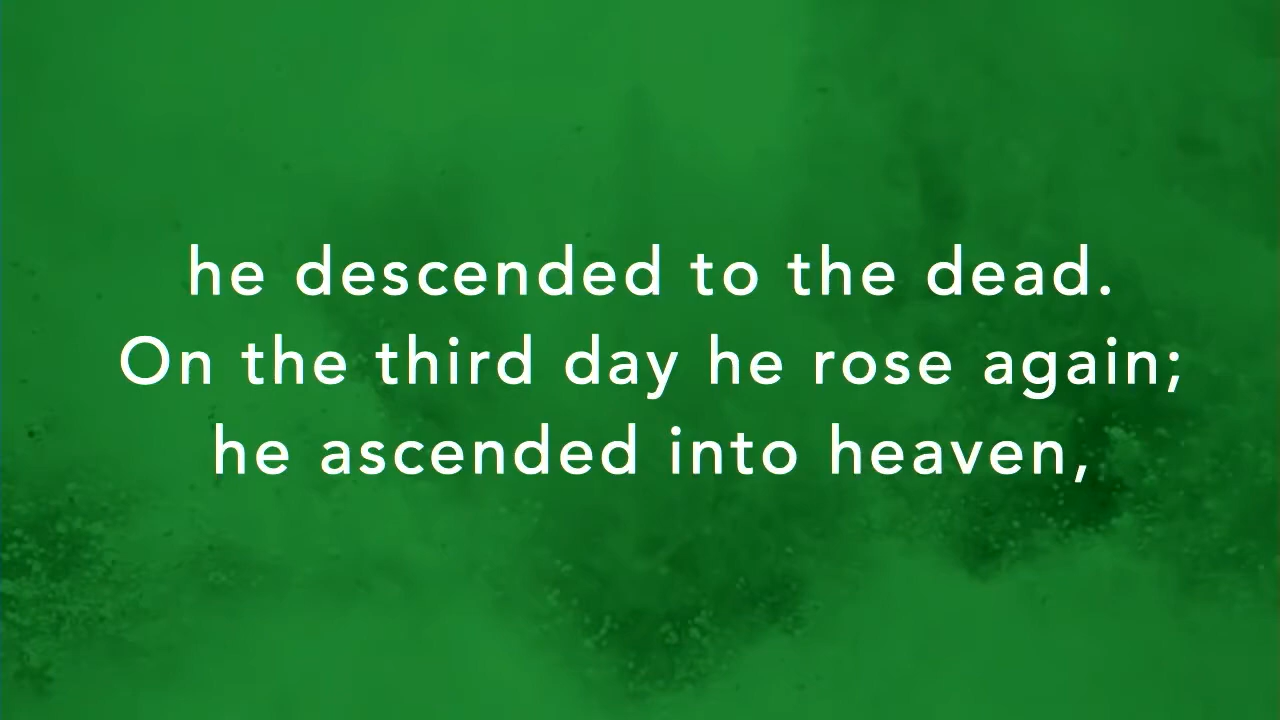 he descended to the dead.
On the third day he rose again;
he ascended into heaven,